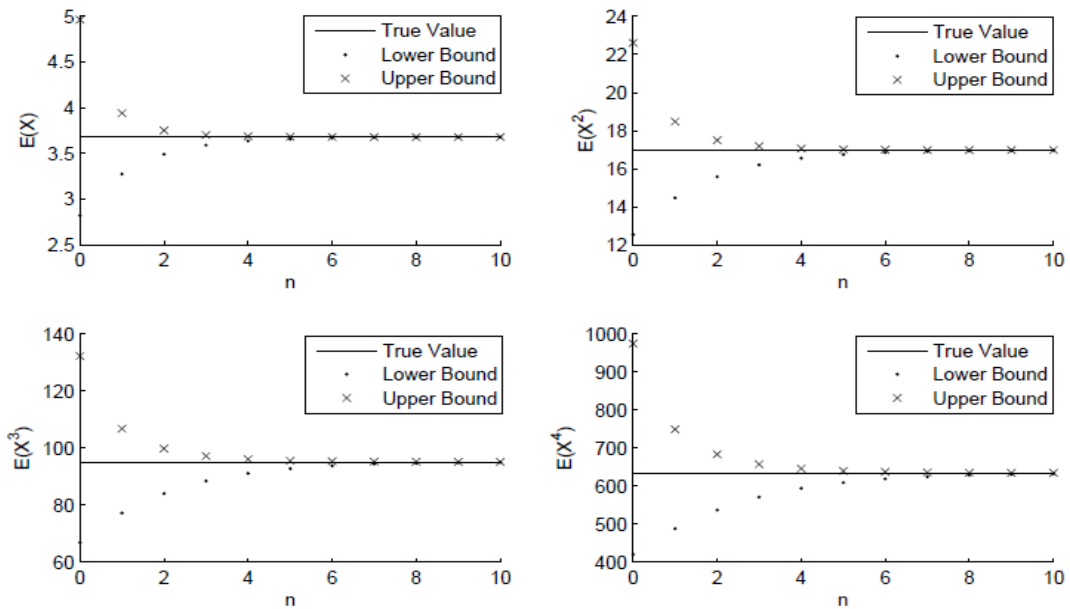 5
4.5
4
3.5
3
2.5
E(X)
0 2 4 6 8 10
n
True Value
Lower Bound
Upper Bound
24
22
20
18
16
14
12
E(X²)
0 2 4 6 8 10
n
True Value
Lower Bound
Upper Bound
140
120
100
80
60
E(X³)
0 2 4 6 8 10
n
True Value
Lower Bound
Upper Bound
1000
900
800
700
600
500
400
E(X⁴)
0 2 4 6 8 10
n
True Value
Lower Bound
Upper Bound